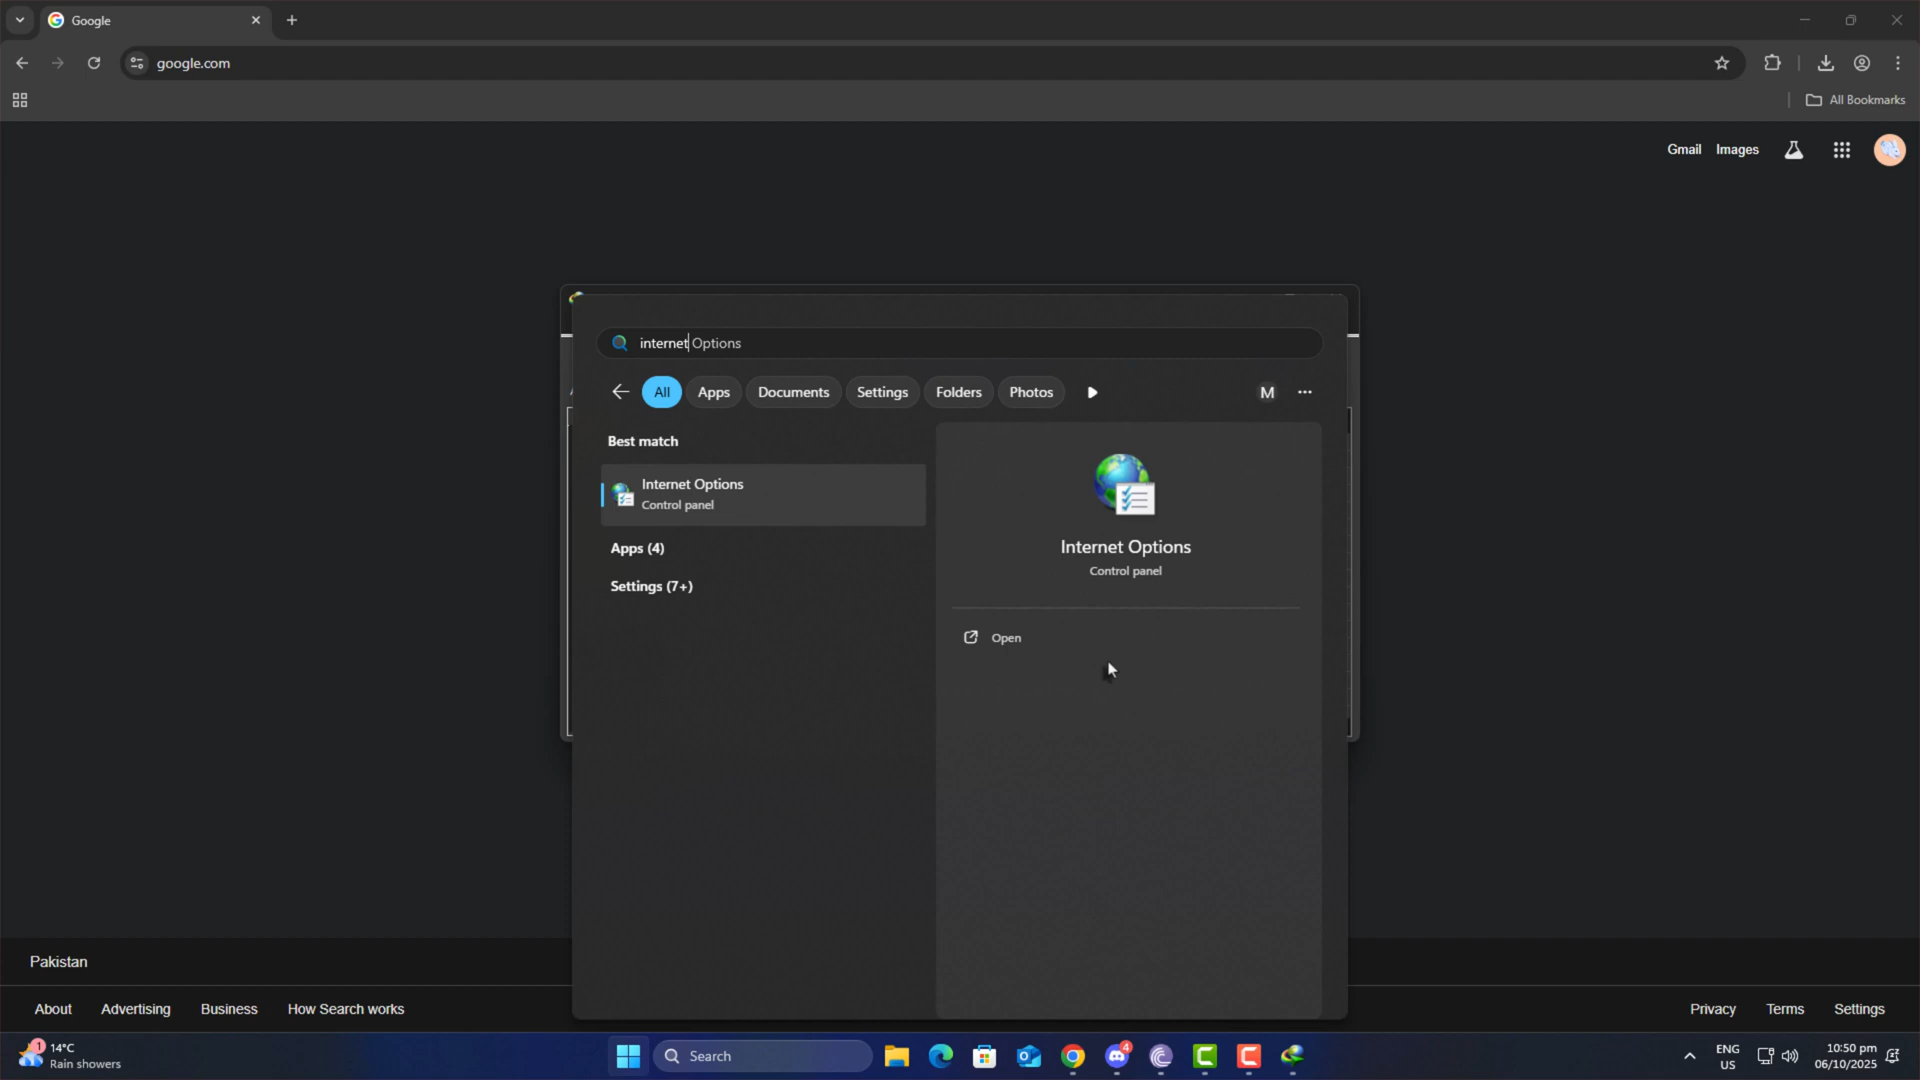 Google
google.com
All Bookmarks
Gmail Images
internet Options
All Apps Documents Settings Folders Photos M
Best match
Internet Options
Control panel
Apps (4)
Settings (7+)
Internet Options
Control panel
Open
Pakistan
About Advertising Business How Search works
Privacy Terms Settings
1
14°C
Rain showers
Search
4
ENG
US
10:50 pm
06/10/2025